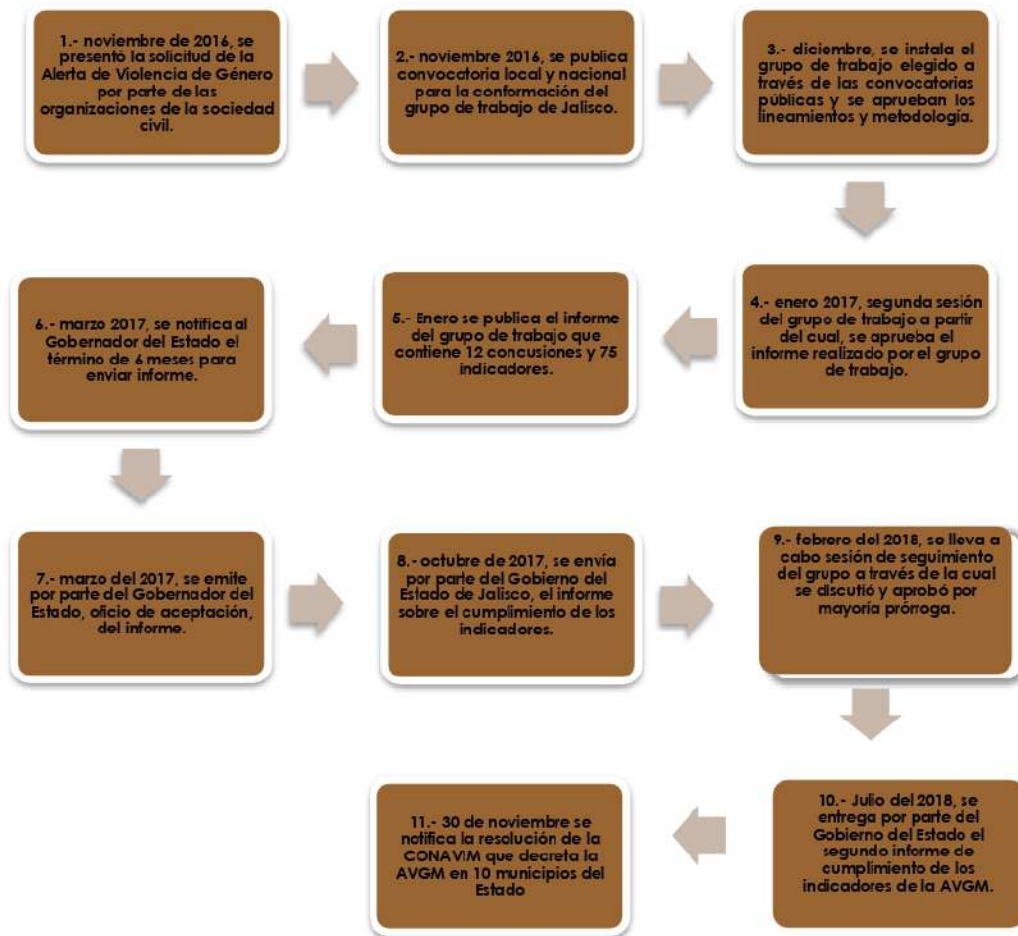 1.- noviembre de 2016, se
presentó la solicitud de la
Alerta de Violencia de Género
por parte de las
organizaciones de la sociedad
civil.
2.- noviembre 2016, se publica
convocatoria local y nacional
para la conformación del
grupo de trabajo de Jalisco.
3.- diciembre, se instala el
grupo de trabajo elegido a
través de las convocatorias
públicas y se aprueban los
lineamientos y metodología.
4.- enero 2017, segunda sesión
del grupo de trabajo a partir
del cual, se aprueba el
informe realizado por el grupo
de trabajo.
5.- Enero se publica el informe
del grupo de trabajo que
contiene 12 concusiones y 75
indicadores.
6.- marzo 2017, se notifica al
Gobernador del Estado el
término de 6 meses para
enviar informe.
7.- marzo del 2017, se emite
por parte del Gobernador del
Estado, oficio de aceptación,
del informe.
8.- octubre de 2017, se envía
por parte del Gobierno del
Estado de Jalisco, el informe
sobre el cumplimiento de los
indicadores.
9.- febrero del 2018, se lleva a
cabo sesión de seguimiento
del grupo a través de la cual
se discutió y aprobó por
mayoría prórroga.
10.- Julio del 2018, se
entrega por parte del
Gobierno del Estado el
segundo informe de
cumplimiento de los
indicadores de la AVGM.
11.- 30 de noviembre se
notifica la resolución de la
CONAVIM que decreta la
AVGM en 10 municipios del
Estado